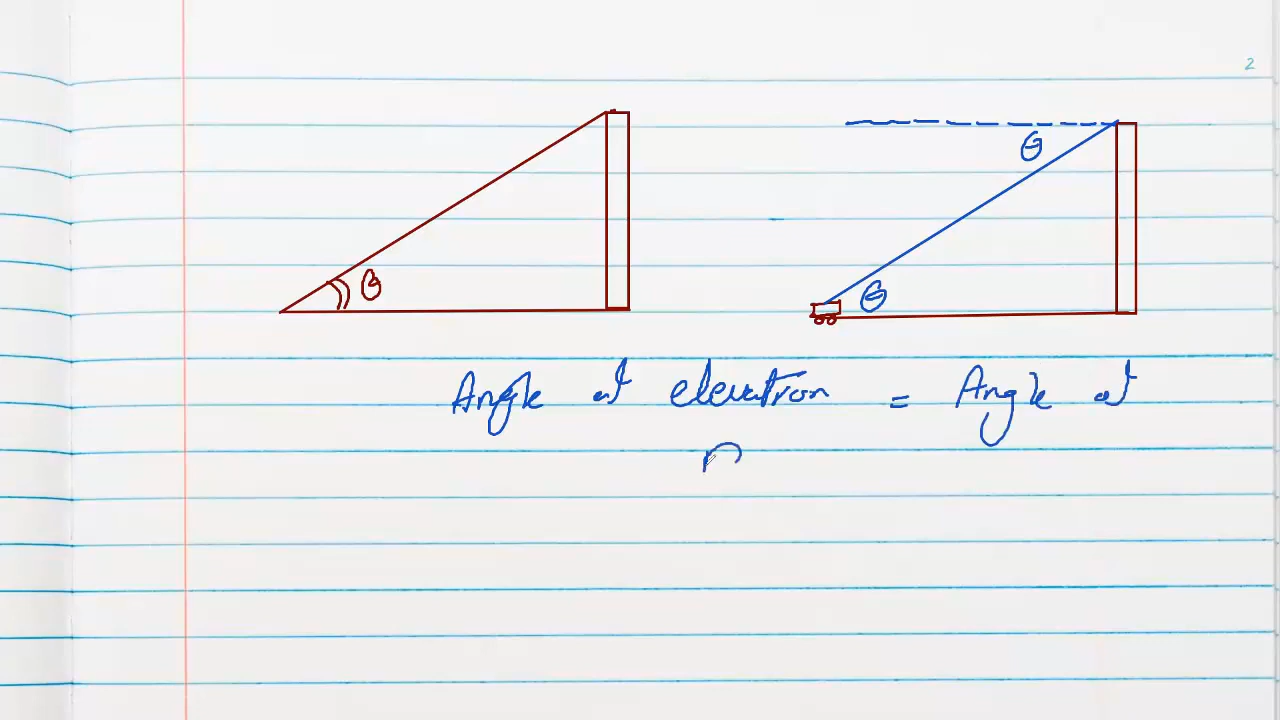 2
θ
θ
θ
Angle of elevation = Angle of